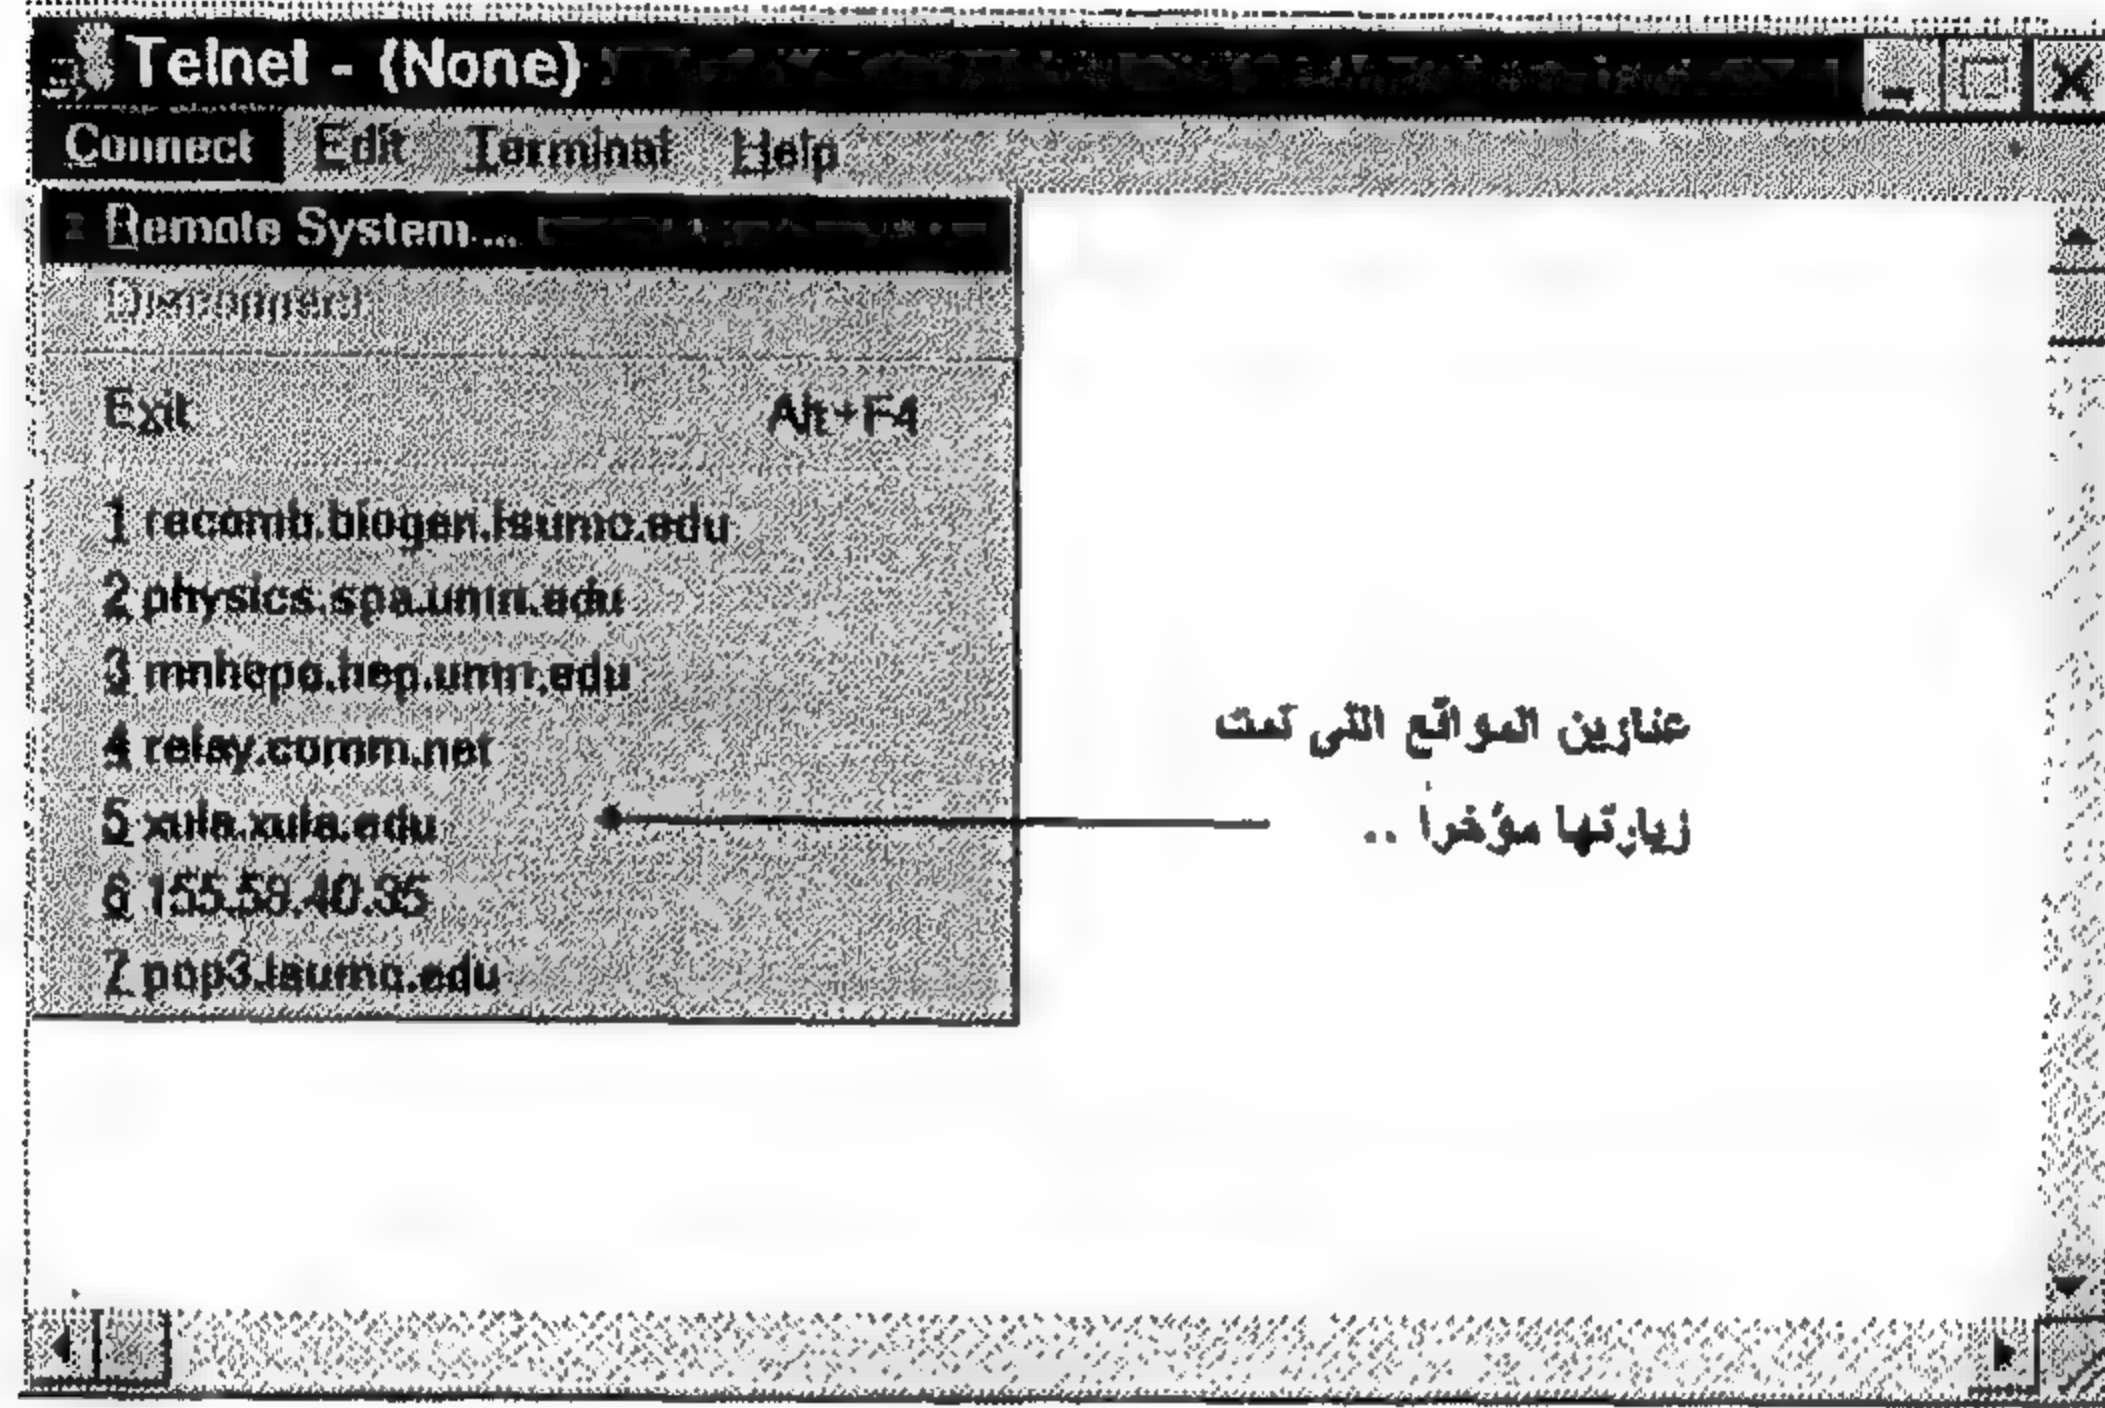 Telnet - (None)
Connect Edit Terminal Help
Remote System...
Disconnect
Exit Alt+F4
1 recomb.biogen.lsumc.edu
2 physics.spa.umn.edu
3 mnhepo.hep.umn.edu
4 relay.comm.net
5 xula.xula.edu
6 155.58.40.35
7 pop3.lsumc.edu
عناوين المواقع التي تمت
زيارتها مؤخراً ..